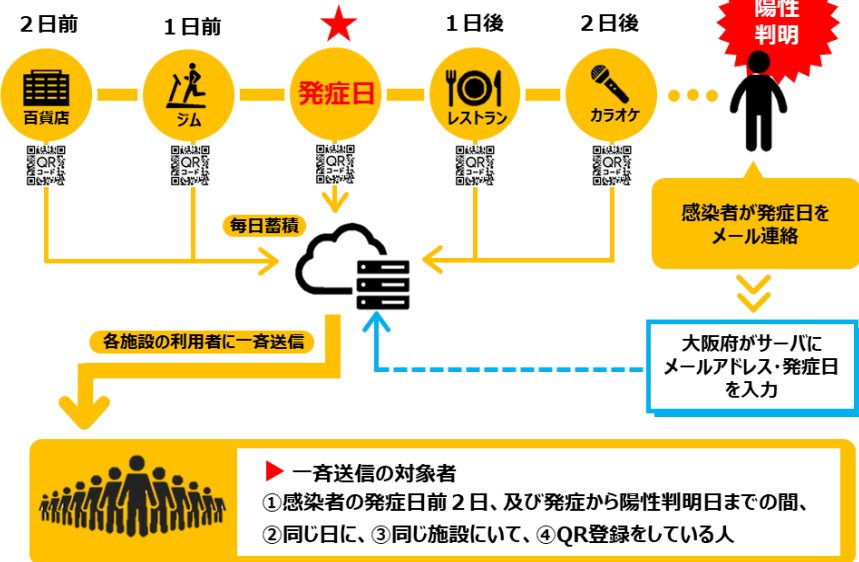 2日前
1日前
1日後
2日後
陽性
判明
百貨店
ジム
発症日
レストラン
カラオケ
QR
コード
QR
コード
QR
コード
QR
コード
QR
コード
毎日蓄積
感染者が発症日を
メール連絡
各施設の利用者に一斉送信
大阪府がサーバに
メールアドレス・発症日
を入力
▶ 一斉送信の対象者
①感染者の発症日前2日、及び発症から陽性判明日までの間、
②同じ日に、③同じ施設にいて、④QR登録をしている人